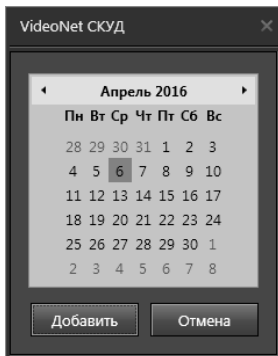 VideoNet СКУД
Апрель 2016
Пн Вт Ср Чт Пт Сб Вс
28 29 30 31 1 2 3
4 5 6 7 8 9 10
11 12 13 14 15 16 17
18 19 20 21 22 23 24
25 26 27 28 29 30 1
2 3 4 5 6 7 8
Добавить Отмена